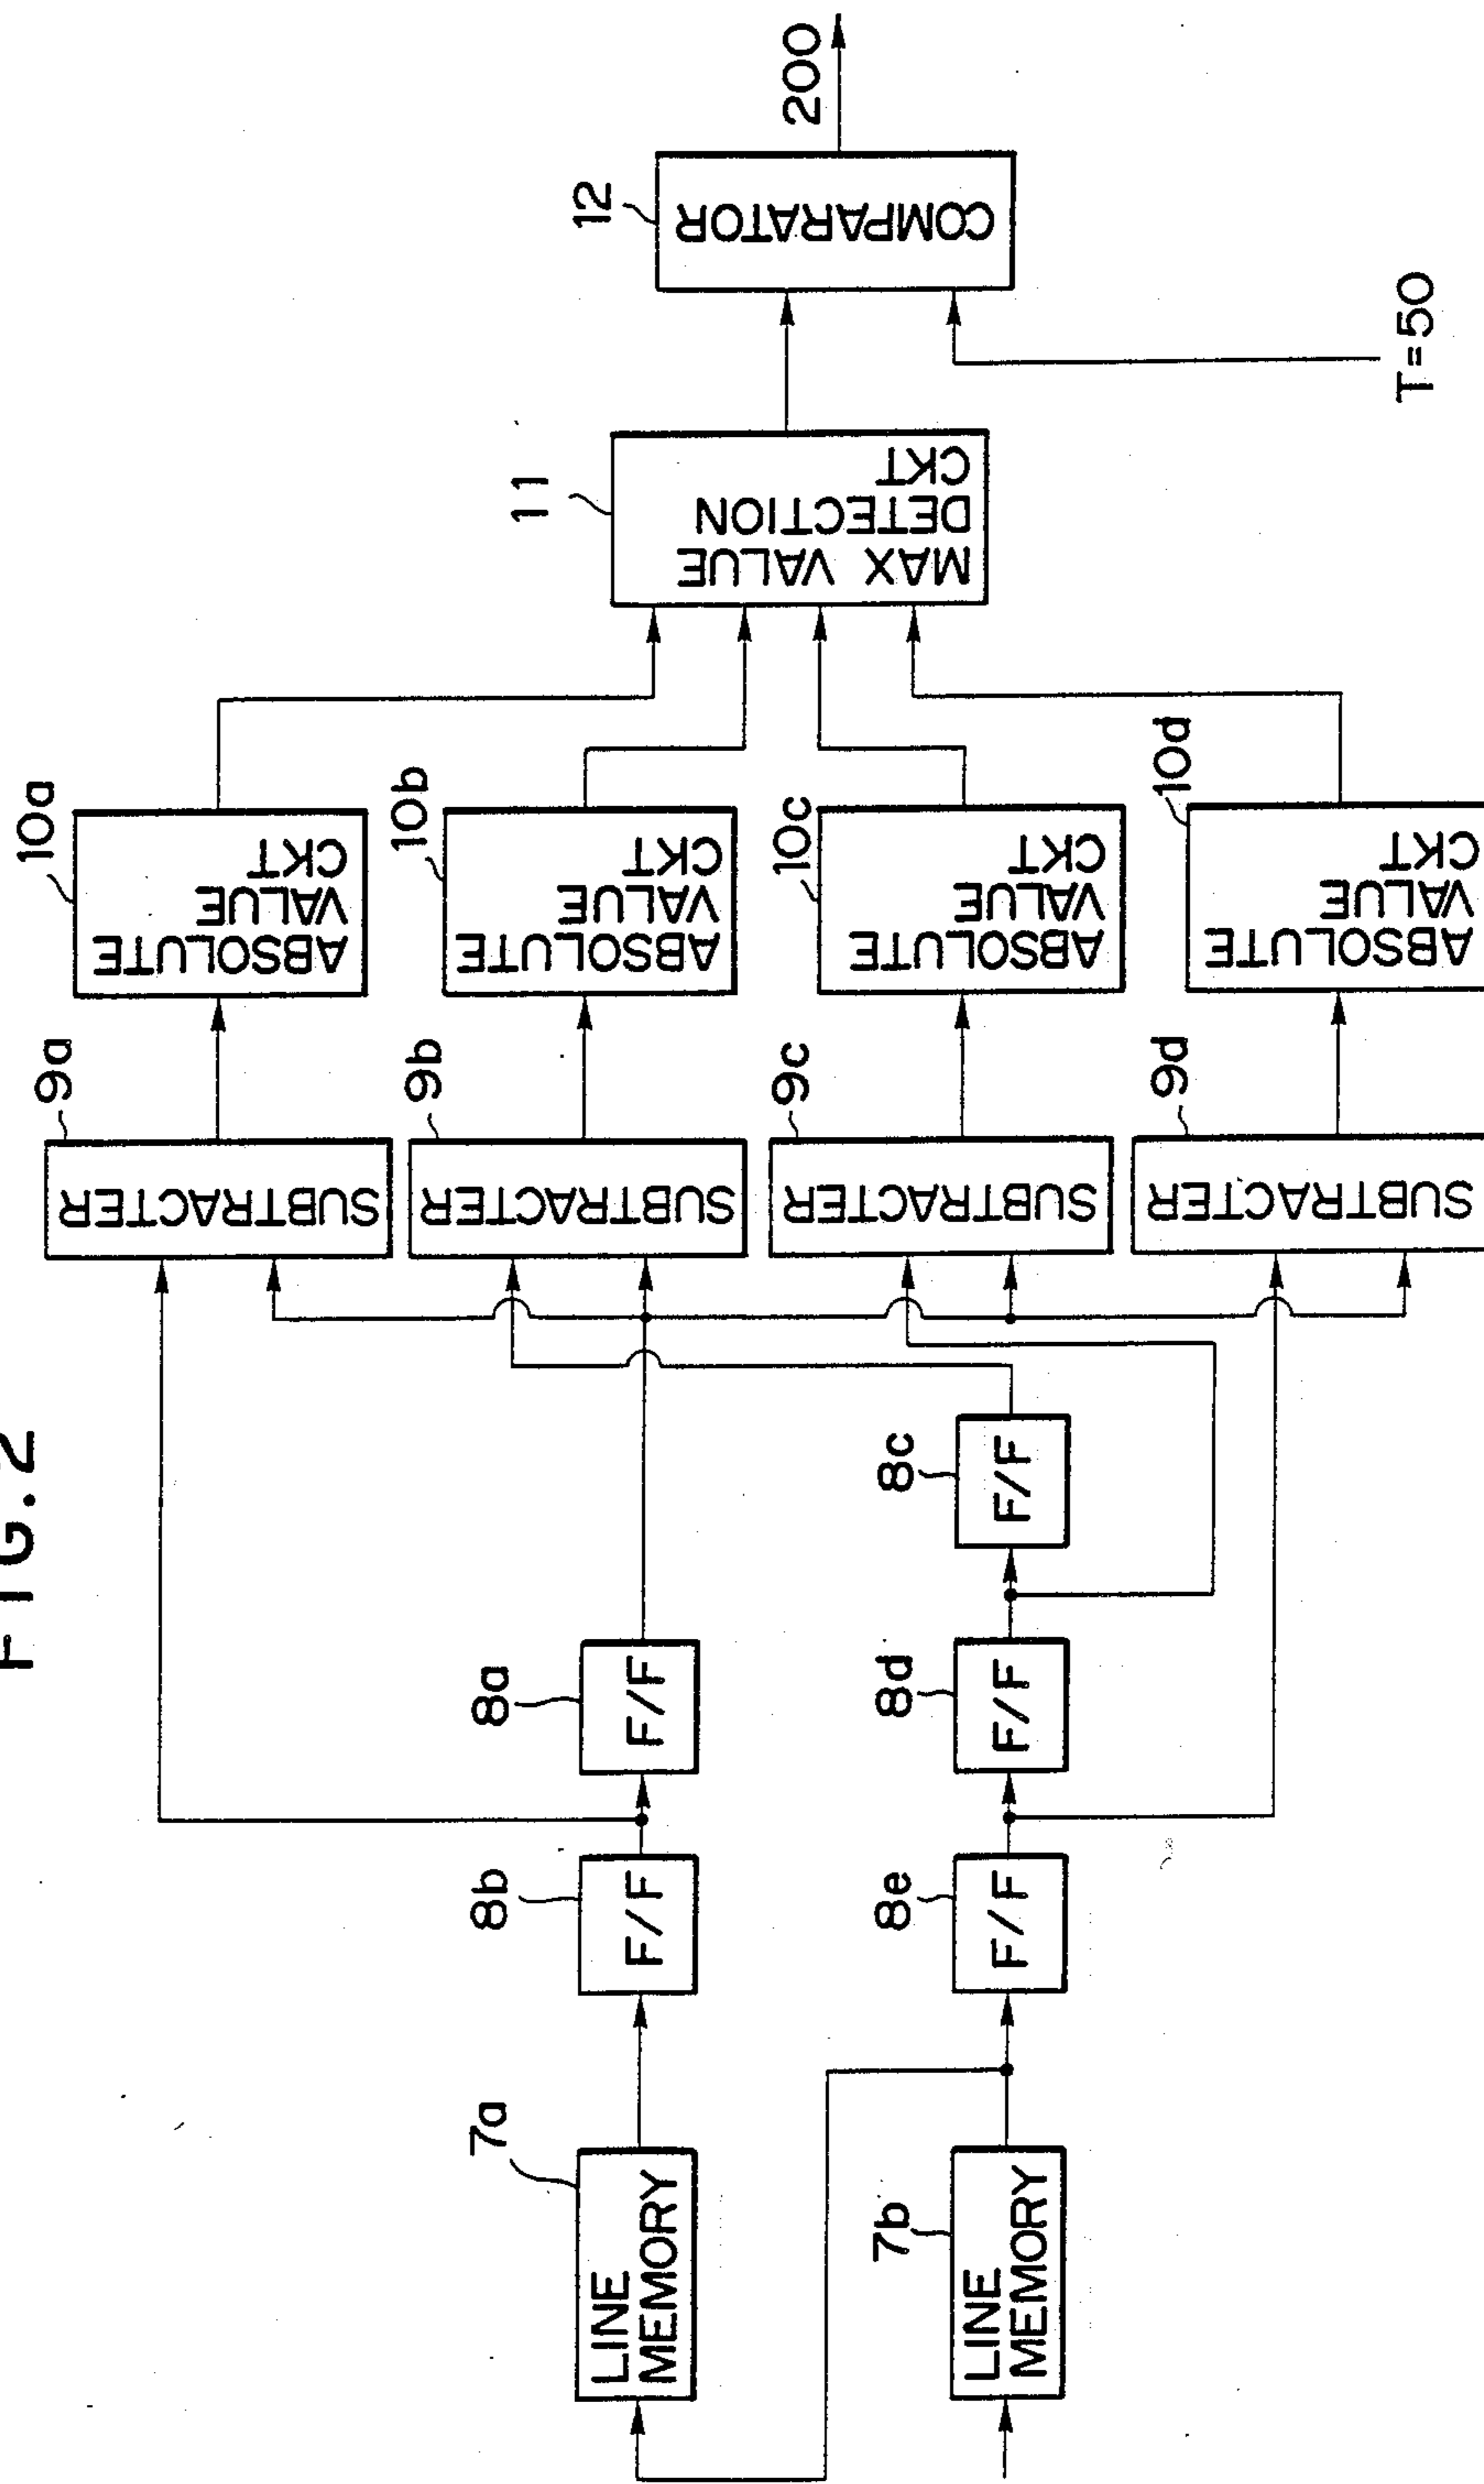 FIG.2
LINE
MEMORY
7a
LINE
MEMORY
7b
F/F
8b
F/F
8a
F/F
8e
F/F
8d
F/F
8c
SUBTRACTER
9a
SUBTRACTER
9b
SUBTRACTER
9c
SUBTRACTER
9d
ABSOLUTE
VALUE
CKT
10a
ABSOLUTE
VALUE
CKT
10b
ABSOLUTE
VALUE
CKT
10c
ABSOLUTE
VALUE
CKT
10d
MAX VALUE
DETECTION
CKT
11
COMPARATOR
12
T=50
200